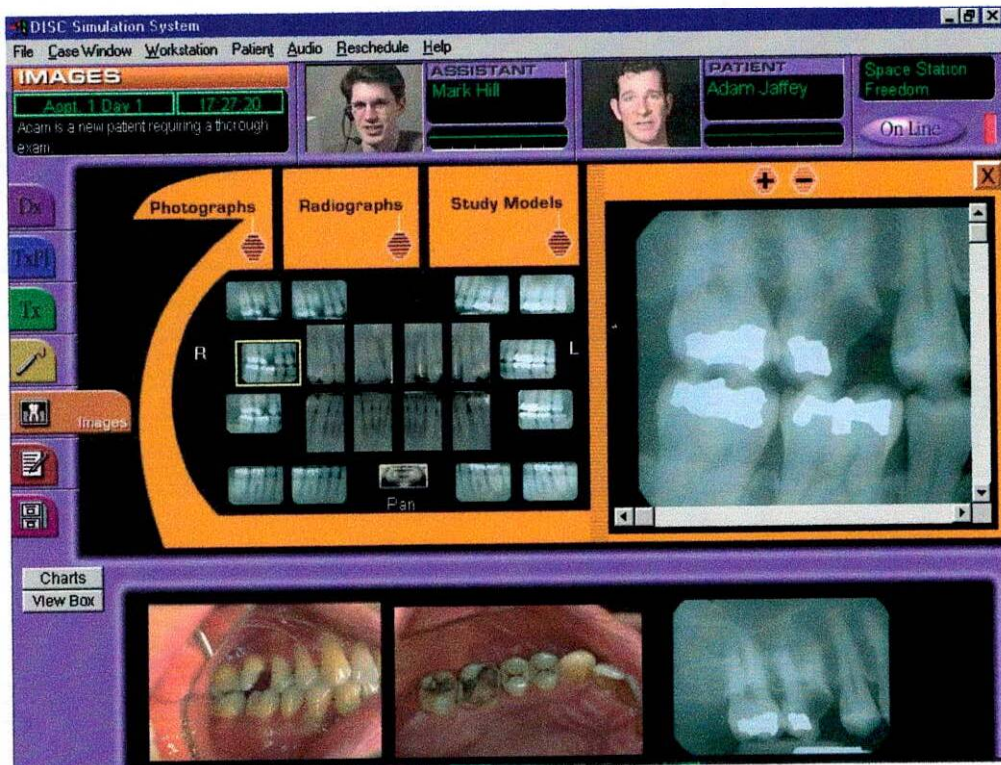 DISC Simulation System
File Case Window Workstation Patient Audio Reschedule Help
IMAGES
Appt. 1 Day 1 17:27:20
Adam is a new patient requiring a thorough
exam.
ASSISTANT
Mark Hill
PATIENT
Adam Jaffey
Space Station
Freedom
On Line
Photographs Radiographs Study Models
+ -
X
Dx
TxPl
Tx
Images
R L
Pan
Charts
View Box